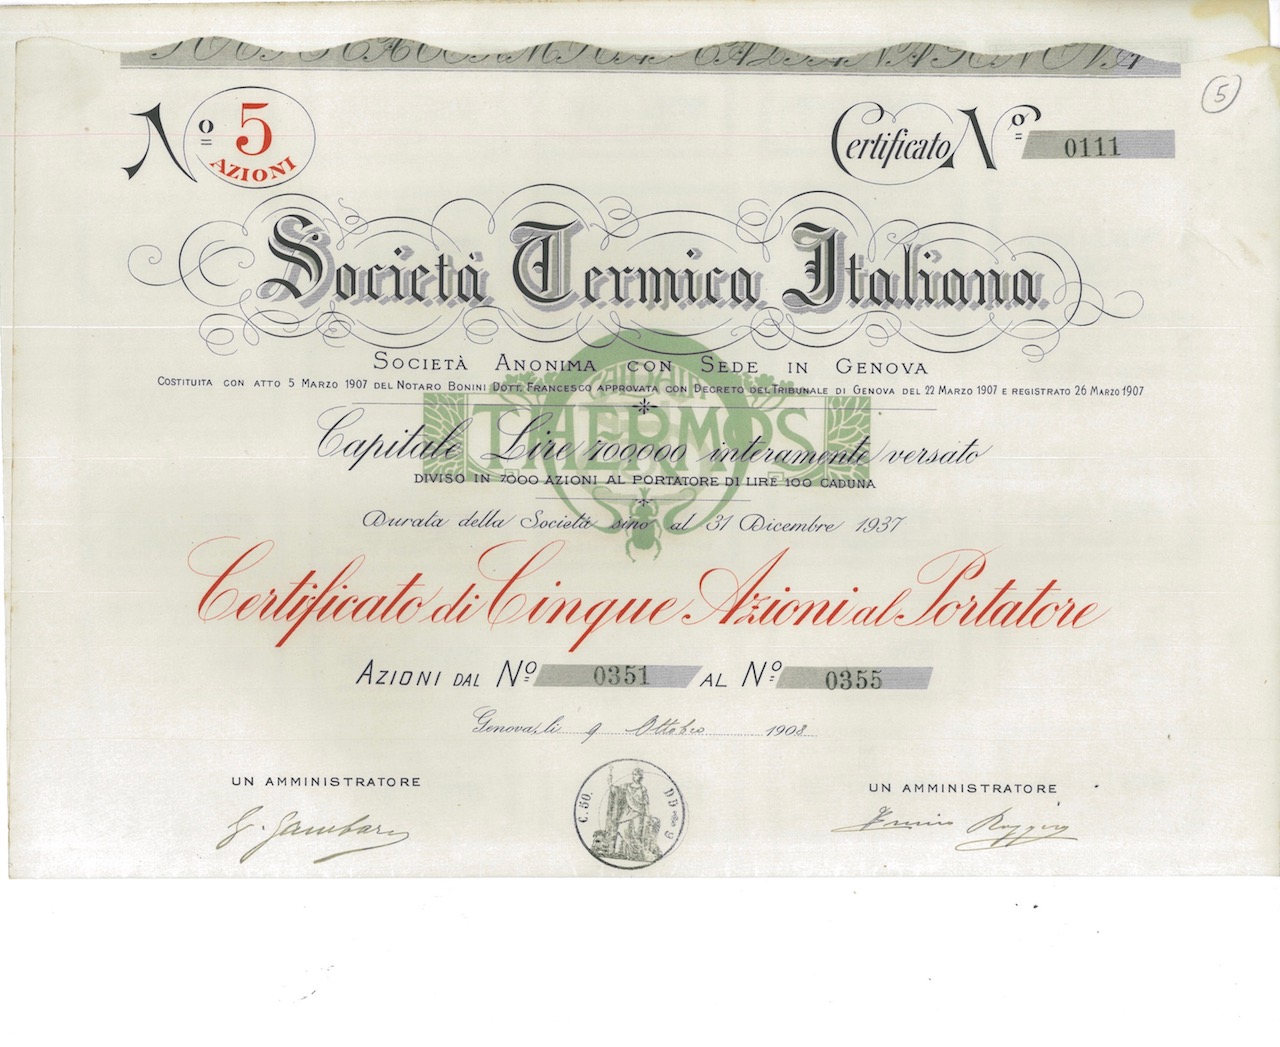 Nº 5 AZIONI
Certificato Nº 0111
5
Società Termica Italiana
SOCIETÀ ANONIMA CON SEDE IN GENOVA
COSTITUITA CON ATTO 5 MARZO 1907 DEL NOTARO BONINI DOTT. FRANCESCO APPROVATA CON DECRETO DEL TRIBUNALE DI GENOVA DEL 22 MARZO 1907 E REGISTRATO 26 MARZO 1907
THERMOS
Capitale Lire 700.000 interamente versato
DIVISO IN 7000 AZIONI AL PORTATORE DI LIRE 100 CADUNA
Durata della Società sino al 31 Dicembre 1937
Certificato di Cinque Azioni al Portatore
AZIONI DAL Nº 0351 AL Nº 0355
Genova, li 9 Ottobre 1908
UN AMMINISTRATORE
UN AMMINISTRATORE
C. 50.